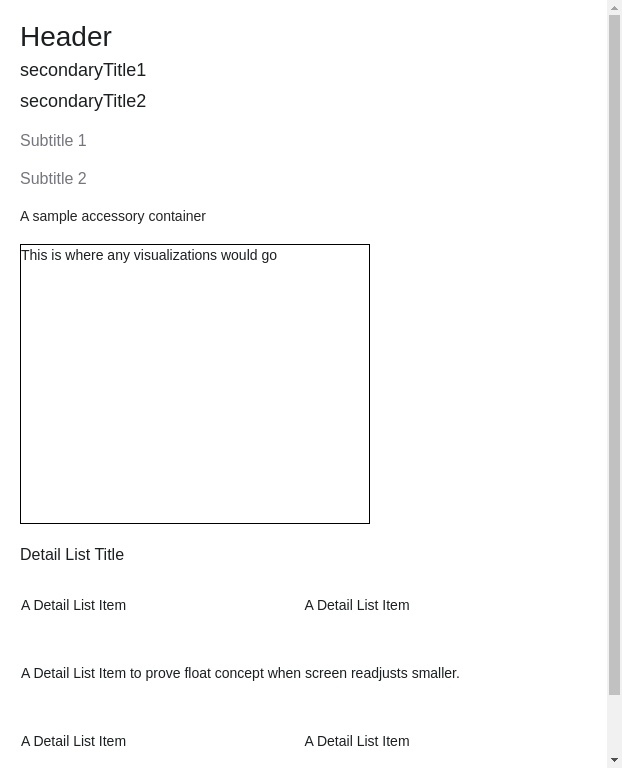 Header
secondaryTitle1
secondaryTitle2
Subtitle 1
Subtitle 2
A sample accessory container
This is where any visualizations would go
Detail List Title
A Detail List Item
A Detail List Item
A Detail List Item to prove float concept when screen readjusts smaller.
A Detail List Item
A Detail List Item